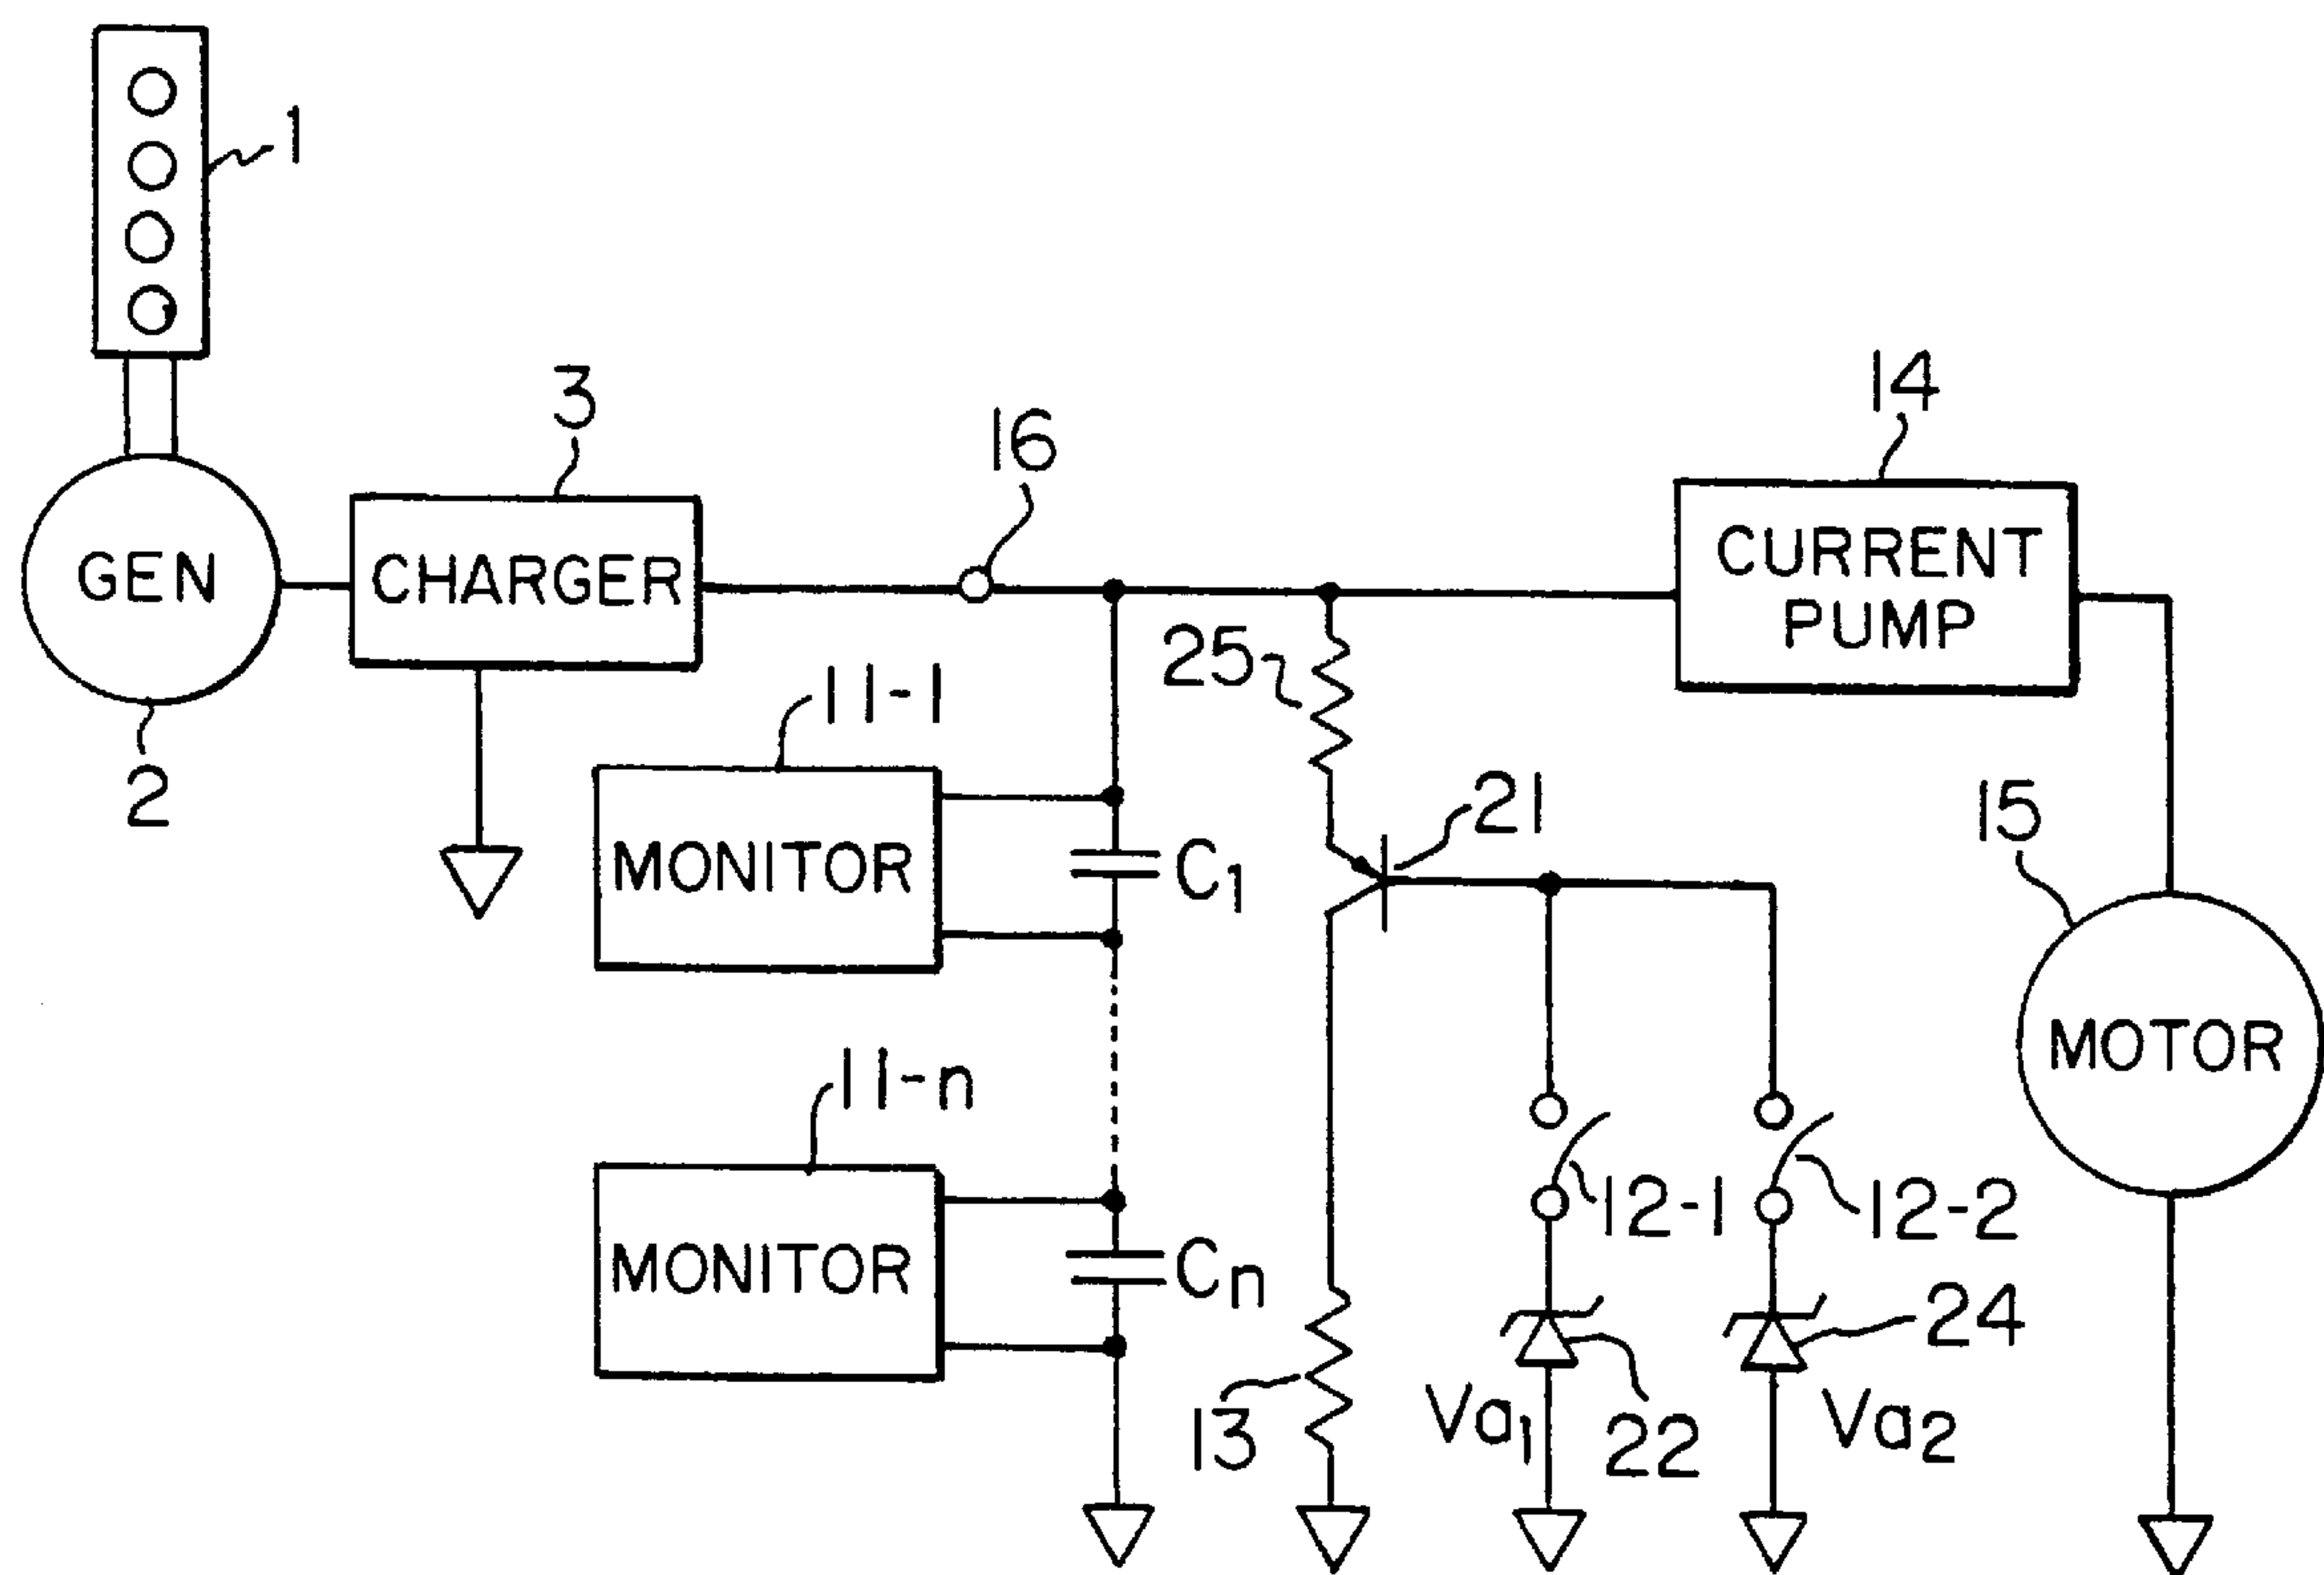 1
3
16
14
GEN
CHARGER
CURRENT
PUMP
25
11-1
2
21
15
MONITOR
C1
MOTOR
11-n
12-1
12-2
MONITOR
Cn
24
13
Va1
22
Va2